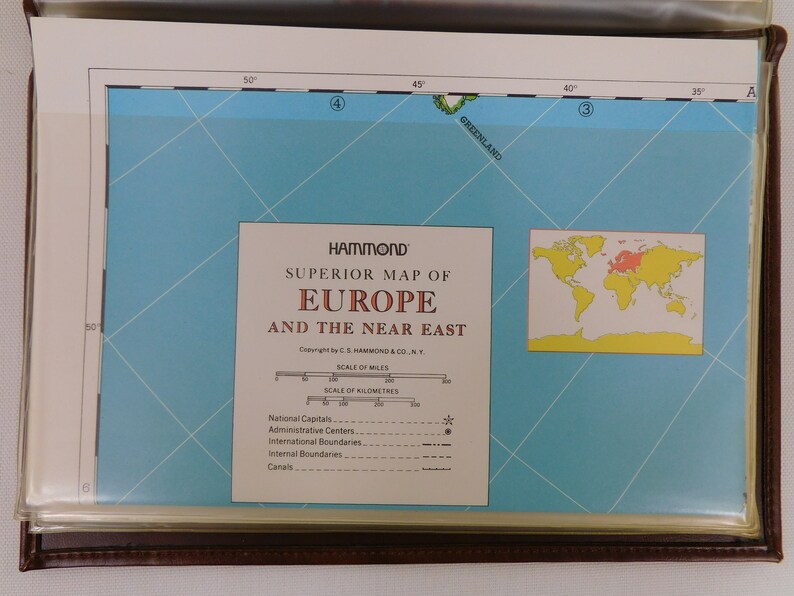 50° 45° 40° 35° A
4 3
GREENLAND
HAMMOND
SUPERIOR MAP OF
EUROPE
AND THE NEAR EAST
Copyright by C.S. HAMMOND & CO., N.Y.
SCALE OF MILES
0 50 100 200 300
SCALE OF KILOMETRES
0 50 100 200 300
National Capitals
Administrative Centers
International Boundaries
Internal Boundaries
Canals
50°
6